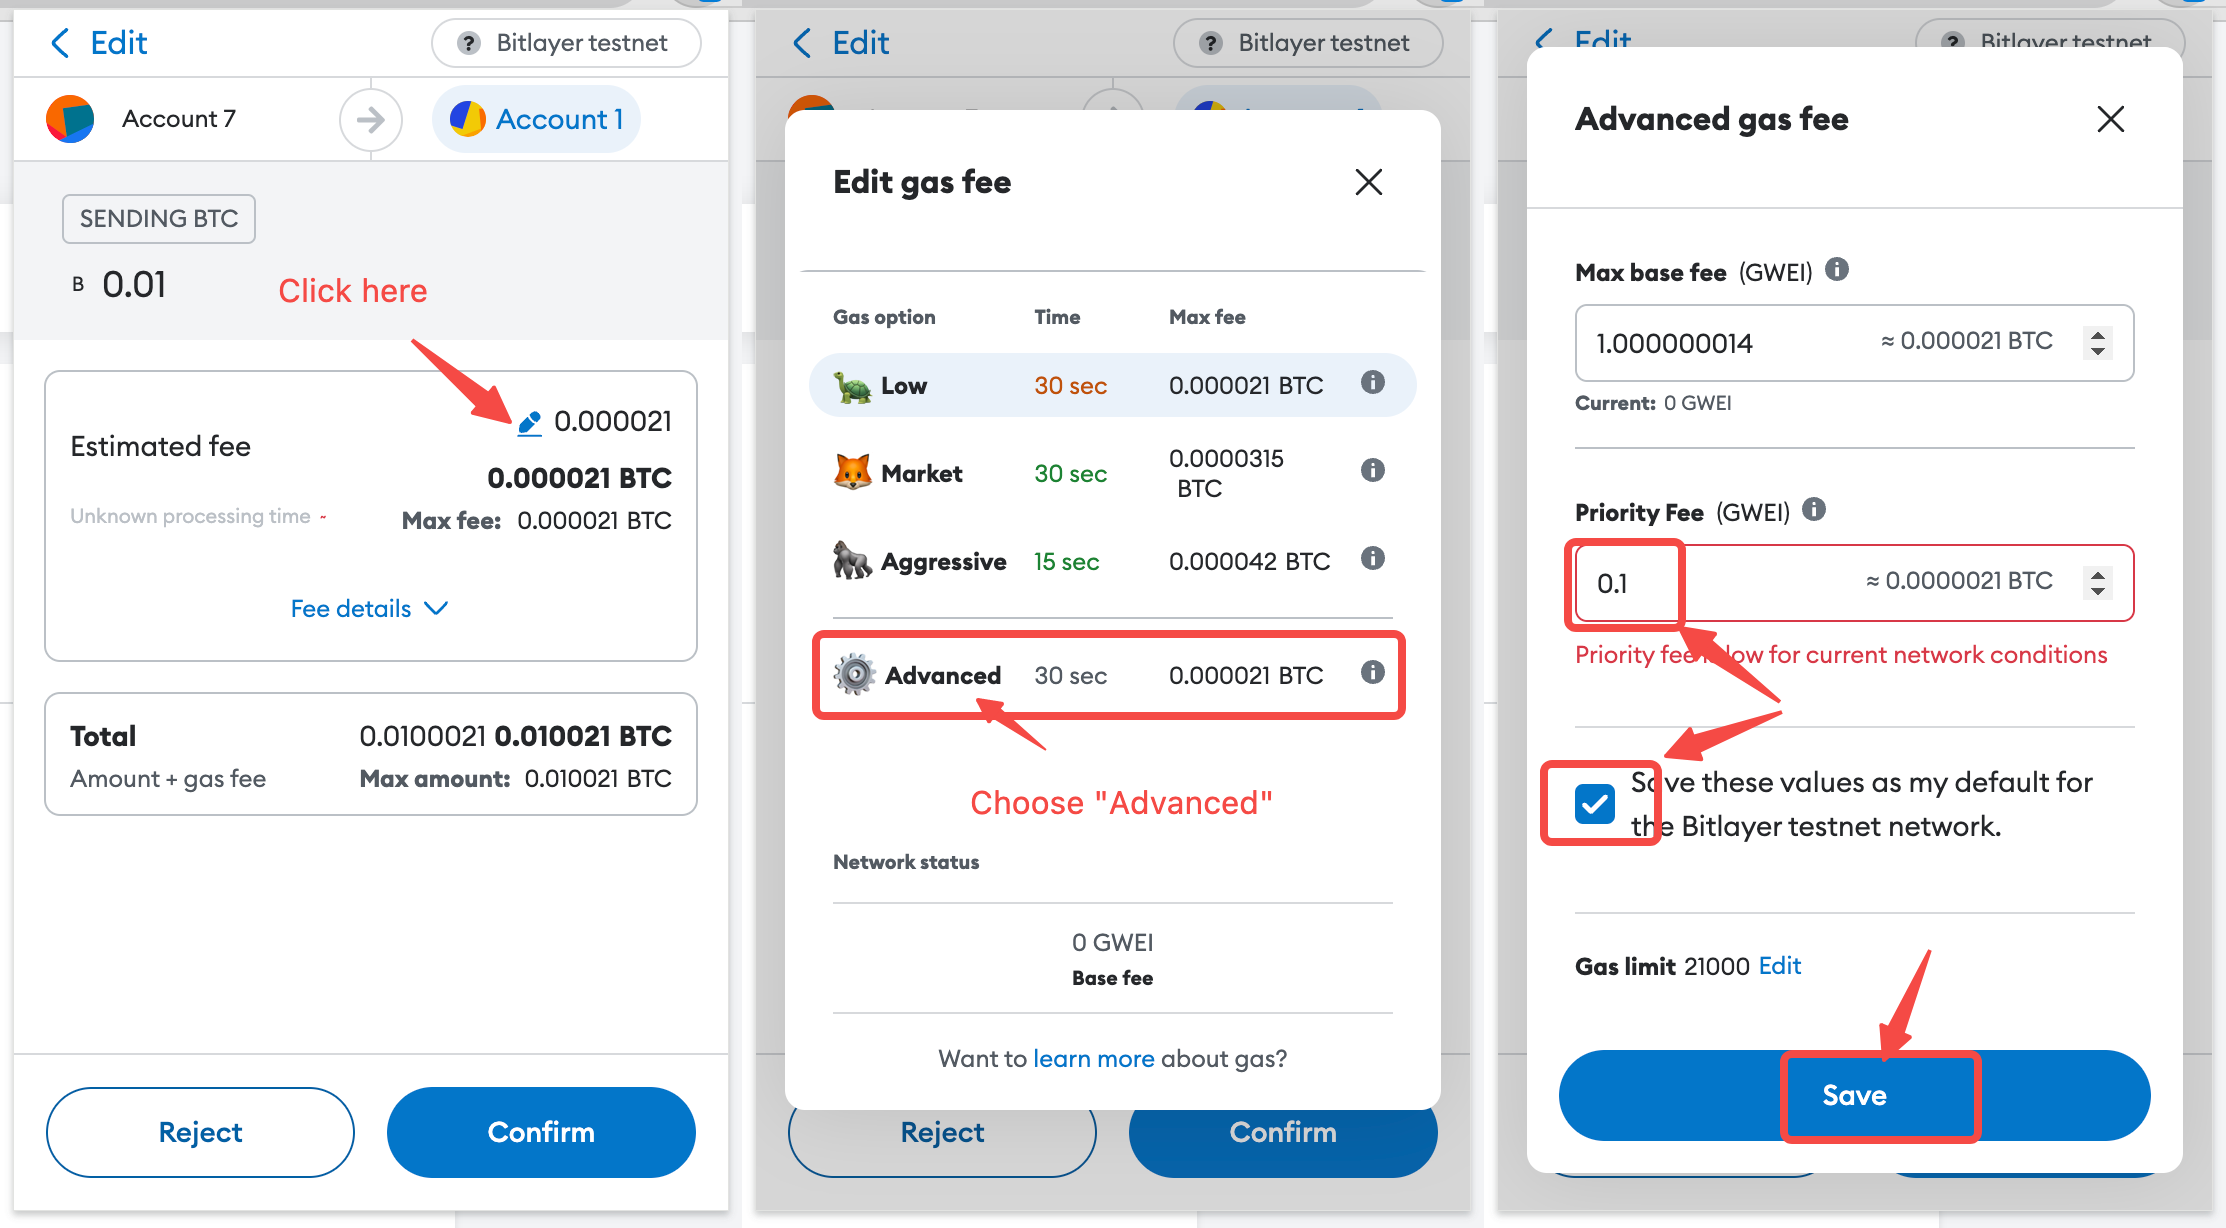 Edit
Bitlayer testnet
Account 7
Account 1
SENDING BTC
B 0.01
Click here
0.000021
Estimated fee
0.000021 BTC
Unknown processing time
Max fee: 0.000021 BTC
Fee details
Total 0.0100021 0.010021 BTC
Amount + gas fee Max amount: 0.010021 BTC
Reject
Confirm
Edit
Bitlayer testnet
Edit gas fee
Gas option Time Max fee
Low 30 sec 0.000021 BTC
Market 30 sec 0.0000315
BTC
Aggressive 15 sec 0.000042 BTC
Advanced 30 sec 0.000021 BTC
Choose "Advanced"
Network status
0 GWEI
Base fee
Want to learn more about gas?
Reject
Confirm
Edit
Bitlayer testnet
Advanced gas fee
Max base fee (GWEI)
1.000000014 ≈ 0.000021 BTC
Current: 0 GWEI
Priority Fee (GWEI)
0.1 ≈ 0.0000021 BTC
Priority fee low for current network conditions
Save these values as my default for
the Bitlayer testnet network.
Gas limit 21000 Edit
Save